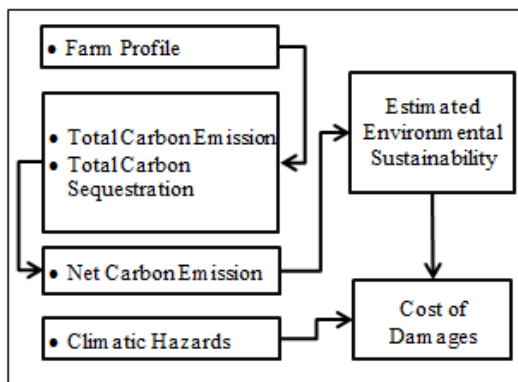 • Farm Profile
• Total Carbon Emission
• Total Carbon
Sequestration
• Net Carbon Emission
• Climatic Hazards
Estimated
Environmental
Sustainability
Cost of
Damages